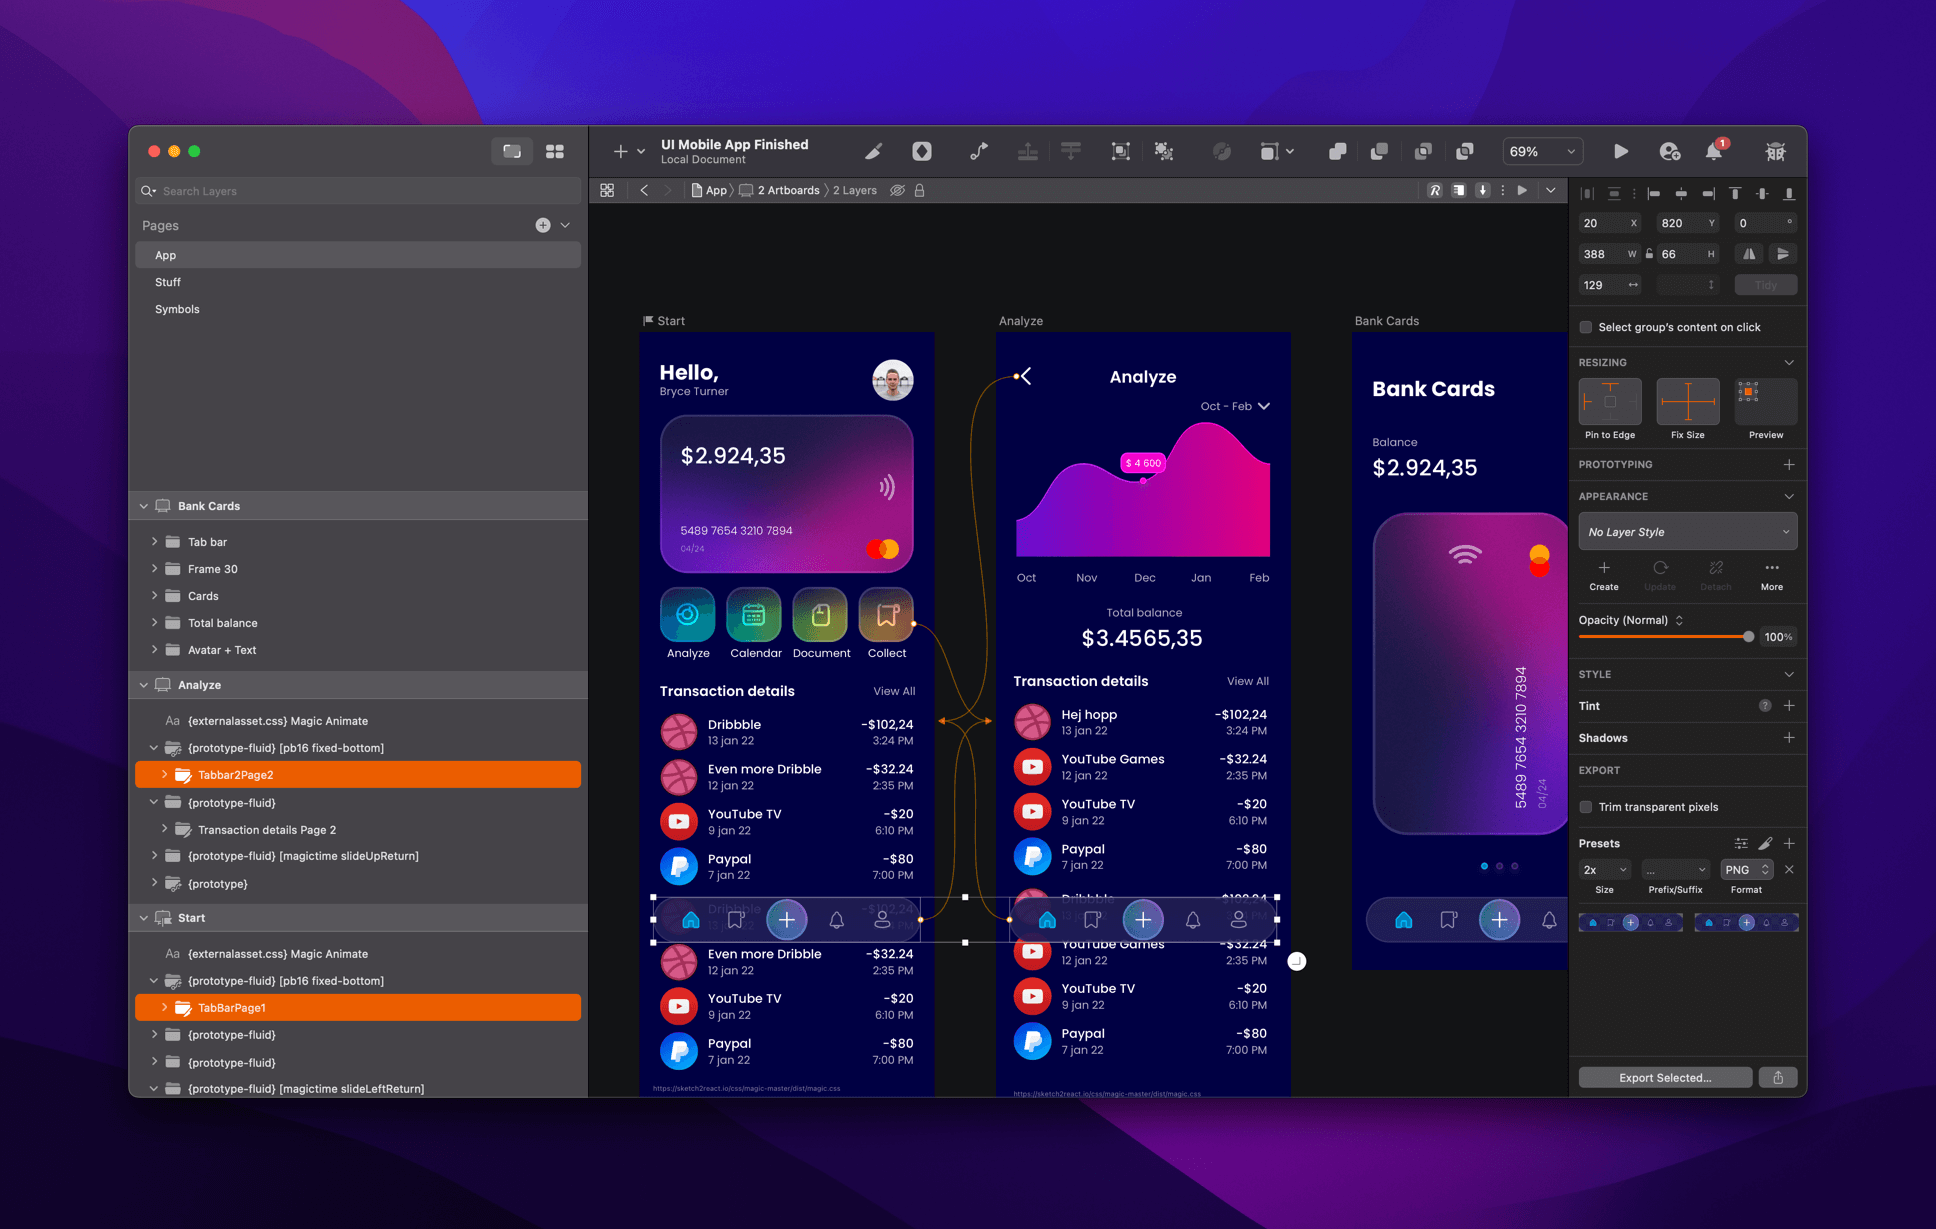 UI Mobile App Finished
Local Document
69%
1
Search Layers
Pages
App
Stuff
Symbols
Bank Cards
Tab bar
Frame 30
Cards
Total balance
Avatar + Text
Analyze
Aa {externalasset.css} Magic Animate
{prototype-fluid} [pb16 fixed-bottom]
Tabbar2Page2
{prototype-fluid}
Transaction details Page 2
{prototype-fluid} [magictime slideUpReturn]
{prototype}
Start
Aa {externalasset.css} Magic Animate
{prototype-fluid} [pb16 fixed-bottom]
TabBarPage1
{prototype-fluid}
{prototype-fluid}
{prototype-fluid} [magictime slideLeftReturn]
App 2 Artboards 2 Layers
Start
Hello,
Bryce Turner
$2.924,35
5489 7654 3210 7894
04/24
Analyze Calendar Document Collect
Transaction details View All
Dribbble -$102,24
13 jan 22 3:24 PM
Even more Dribble -$32.24
12 jan 22 2:35 PM
YouTube TV -$20
9 jan 22 6:10 PM
Paypal -$80
7 jan 22 7:00 PM
Dribbble -$102,24
Even more Dribble -$32.24
12 jan 22 2:35 PM
YouTube TV -$20
9 jan 22 6:10 PM
Paypal -$80
7 jan 22 7:00 PM
https://sketch2react.io/css/magic-master/dist/magic.css
Analyze
Analyze
Oct - Feb
$ 4 600
Oct Nov Dec Jan Feb
Total balance
$3.4565,35
Transaction details View All
Hej hopp -$102,24
13 jan 22 3:24 PM
YouTube Games -$32.24
12 jan 22 2:35 PM
YouTube TV -$20
9 jan 22 6:10 PM
Paypal -$80
7 jan 22 7:00 PM
Dribbble -$102,24
YouTube Games -$32.24
12 jan 22 2:35 PM
YouTube TV -$20
9 jan 22 6:10 PM
Paypal -$80
7 jan 22 7:00 PM
https://sketch2react.io/css/magic-master/dist/magic.css
Bank Cards
Bank Cards
Balance
$2.924,35
5489 7654 3210 7894
04/24
20 X 820 Y 0 °
388 W 66 H
129 Tidy
Select group's content on click
RESIZING
Pin to Edge Fix Size Preview
PROTOTYPING
APPEARANCE
No Layer Style
Create Update Detach More
Opacity (Normal)
100%
STYLE
Tint ?
Shadows
EXPORT
Trim transparent pixels
Presets
2x ... PNG
Size Prefix/Suffix Format
Export Selected...